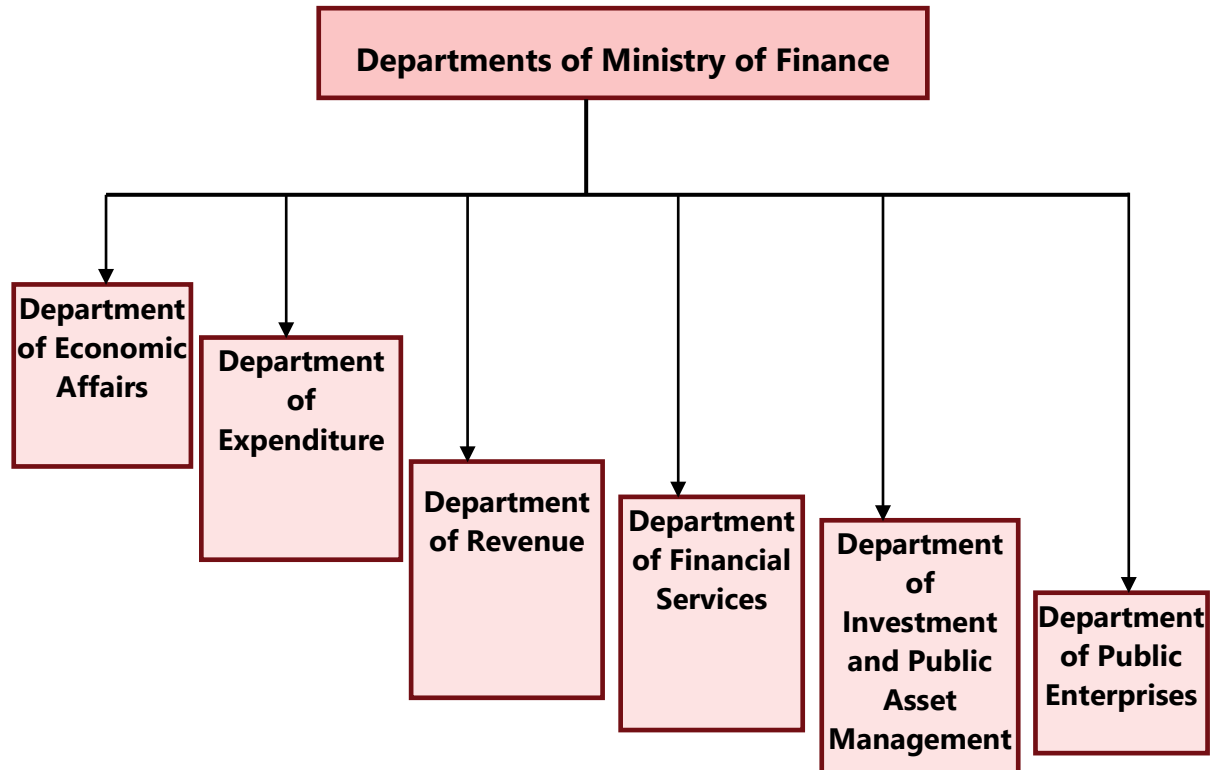 Departments of Ministry of Finance
Department
of Economic
Affairs
Department
of
Expenditure
Department
of Revenue
Department
of Financial
Services
Department
of
Investment
and Public
Asset
Management
Department
of Public
Enterprises